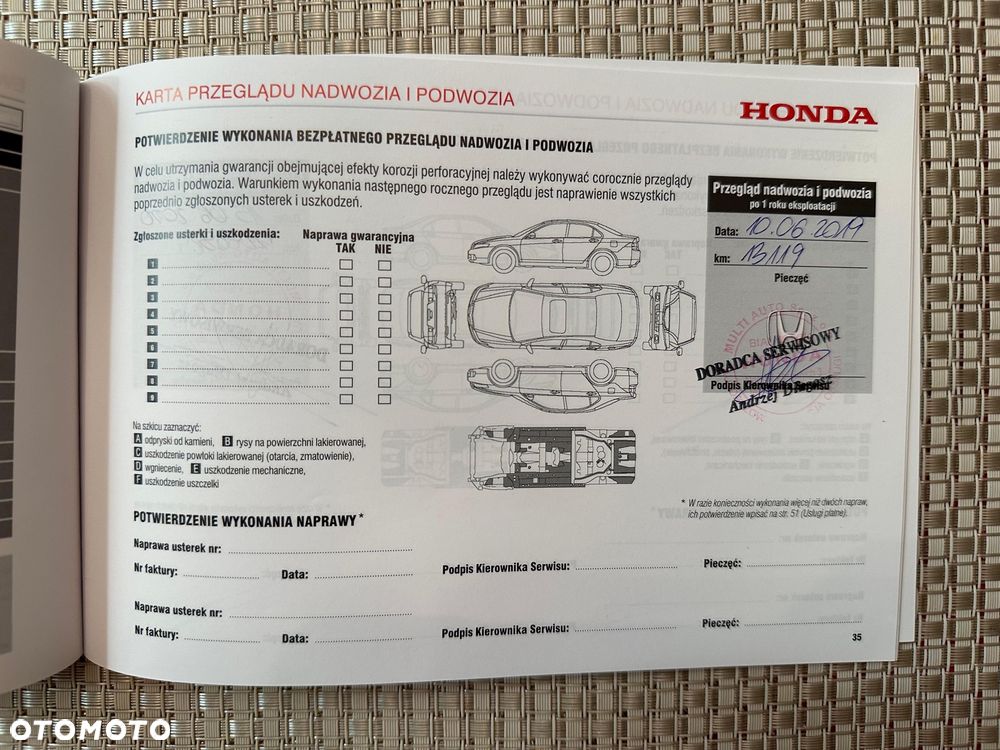 KARTA PRZEGLĄDU NADWOZIA I PODWOZIA
HONDA
POTWIERDZENIE WYKONANIA BEZPŁATNEGO PRZEGLĄDU NADWOZIA I PODWOZIA
W celu utrzymania gwarancji obejmującej efekty korozji perforacyjnej należy wykonywać corocznie przeglądy
nadwozia i podwozia. Warunkiem wykonania następnego rocznego przeglądu jest naprawienie wszystkich
poprzednio zgłoszonych usterek i uszkodzeń.
Przegląd nadwozia i podwozia
po 1 roku eksploatacji
Data: 10.06.2019
km: 13119
Pieczęć
MULTI AUTO
DORADCA SERWISOWY
Podpis Kierownika Serwisu
Andrzej
Zgłoszone usterki i uszkodzenia:
Naprawa gwarancyjna
TAK NIE
1
2
3
4
5
6
7
8
9
Na szkicu zaznaczyć:
A odpryski od kamieni, B rysy na powierzchni lakierowanej,
C uszkodzenie powłoki lakierowanej (otarcia, zmatowienie),
D wgniecenie, E uszkodzenie mechaniczne,
F uszkodzenie uszczelki
* W razie konieczności wykonania więcej niż dwóch napraw,
ich potwierdzenie wpisać na str. 51 (Usługi płatne).
POTWIERDZENIE WYKONANIA NAPRAWY *
Naprawa usterek nr:
Nr faktury: Data: Podpis Kierownika Serwisu: Pieczęć:
Naprawa usterek nr:
Nr faktury: Data: Podpis Kierownika Serwisu: Pieczęć:
35
OTOMOTO